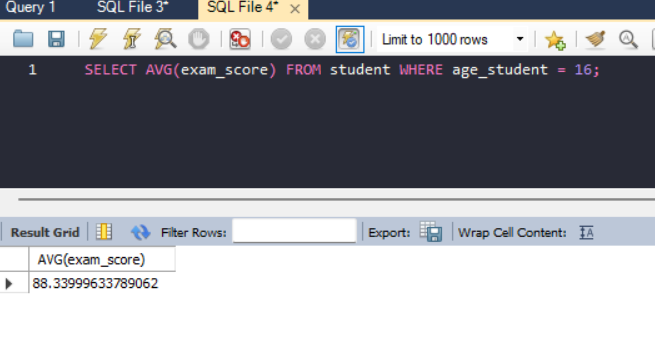 Query 1 SQL File 3* SQL File 4* ×
Limit to 1000 rows
1 SELECT AVG(exam_score) FROM student WHERE age_student = 16;
Result Grid Filter Rows: Export: Wrap Cell Content: IA
AVG(exam_score)
88.33999633789062